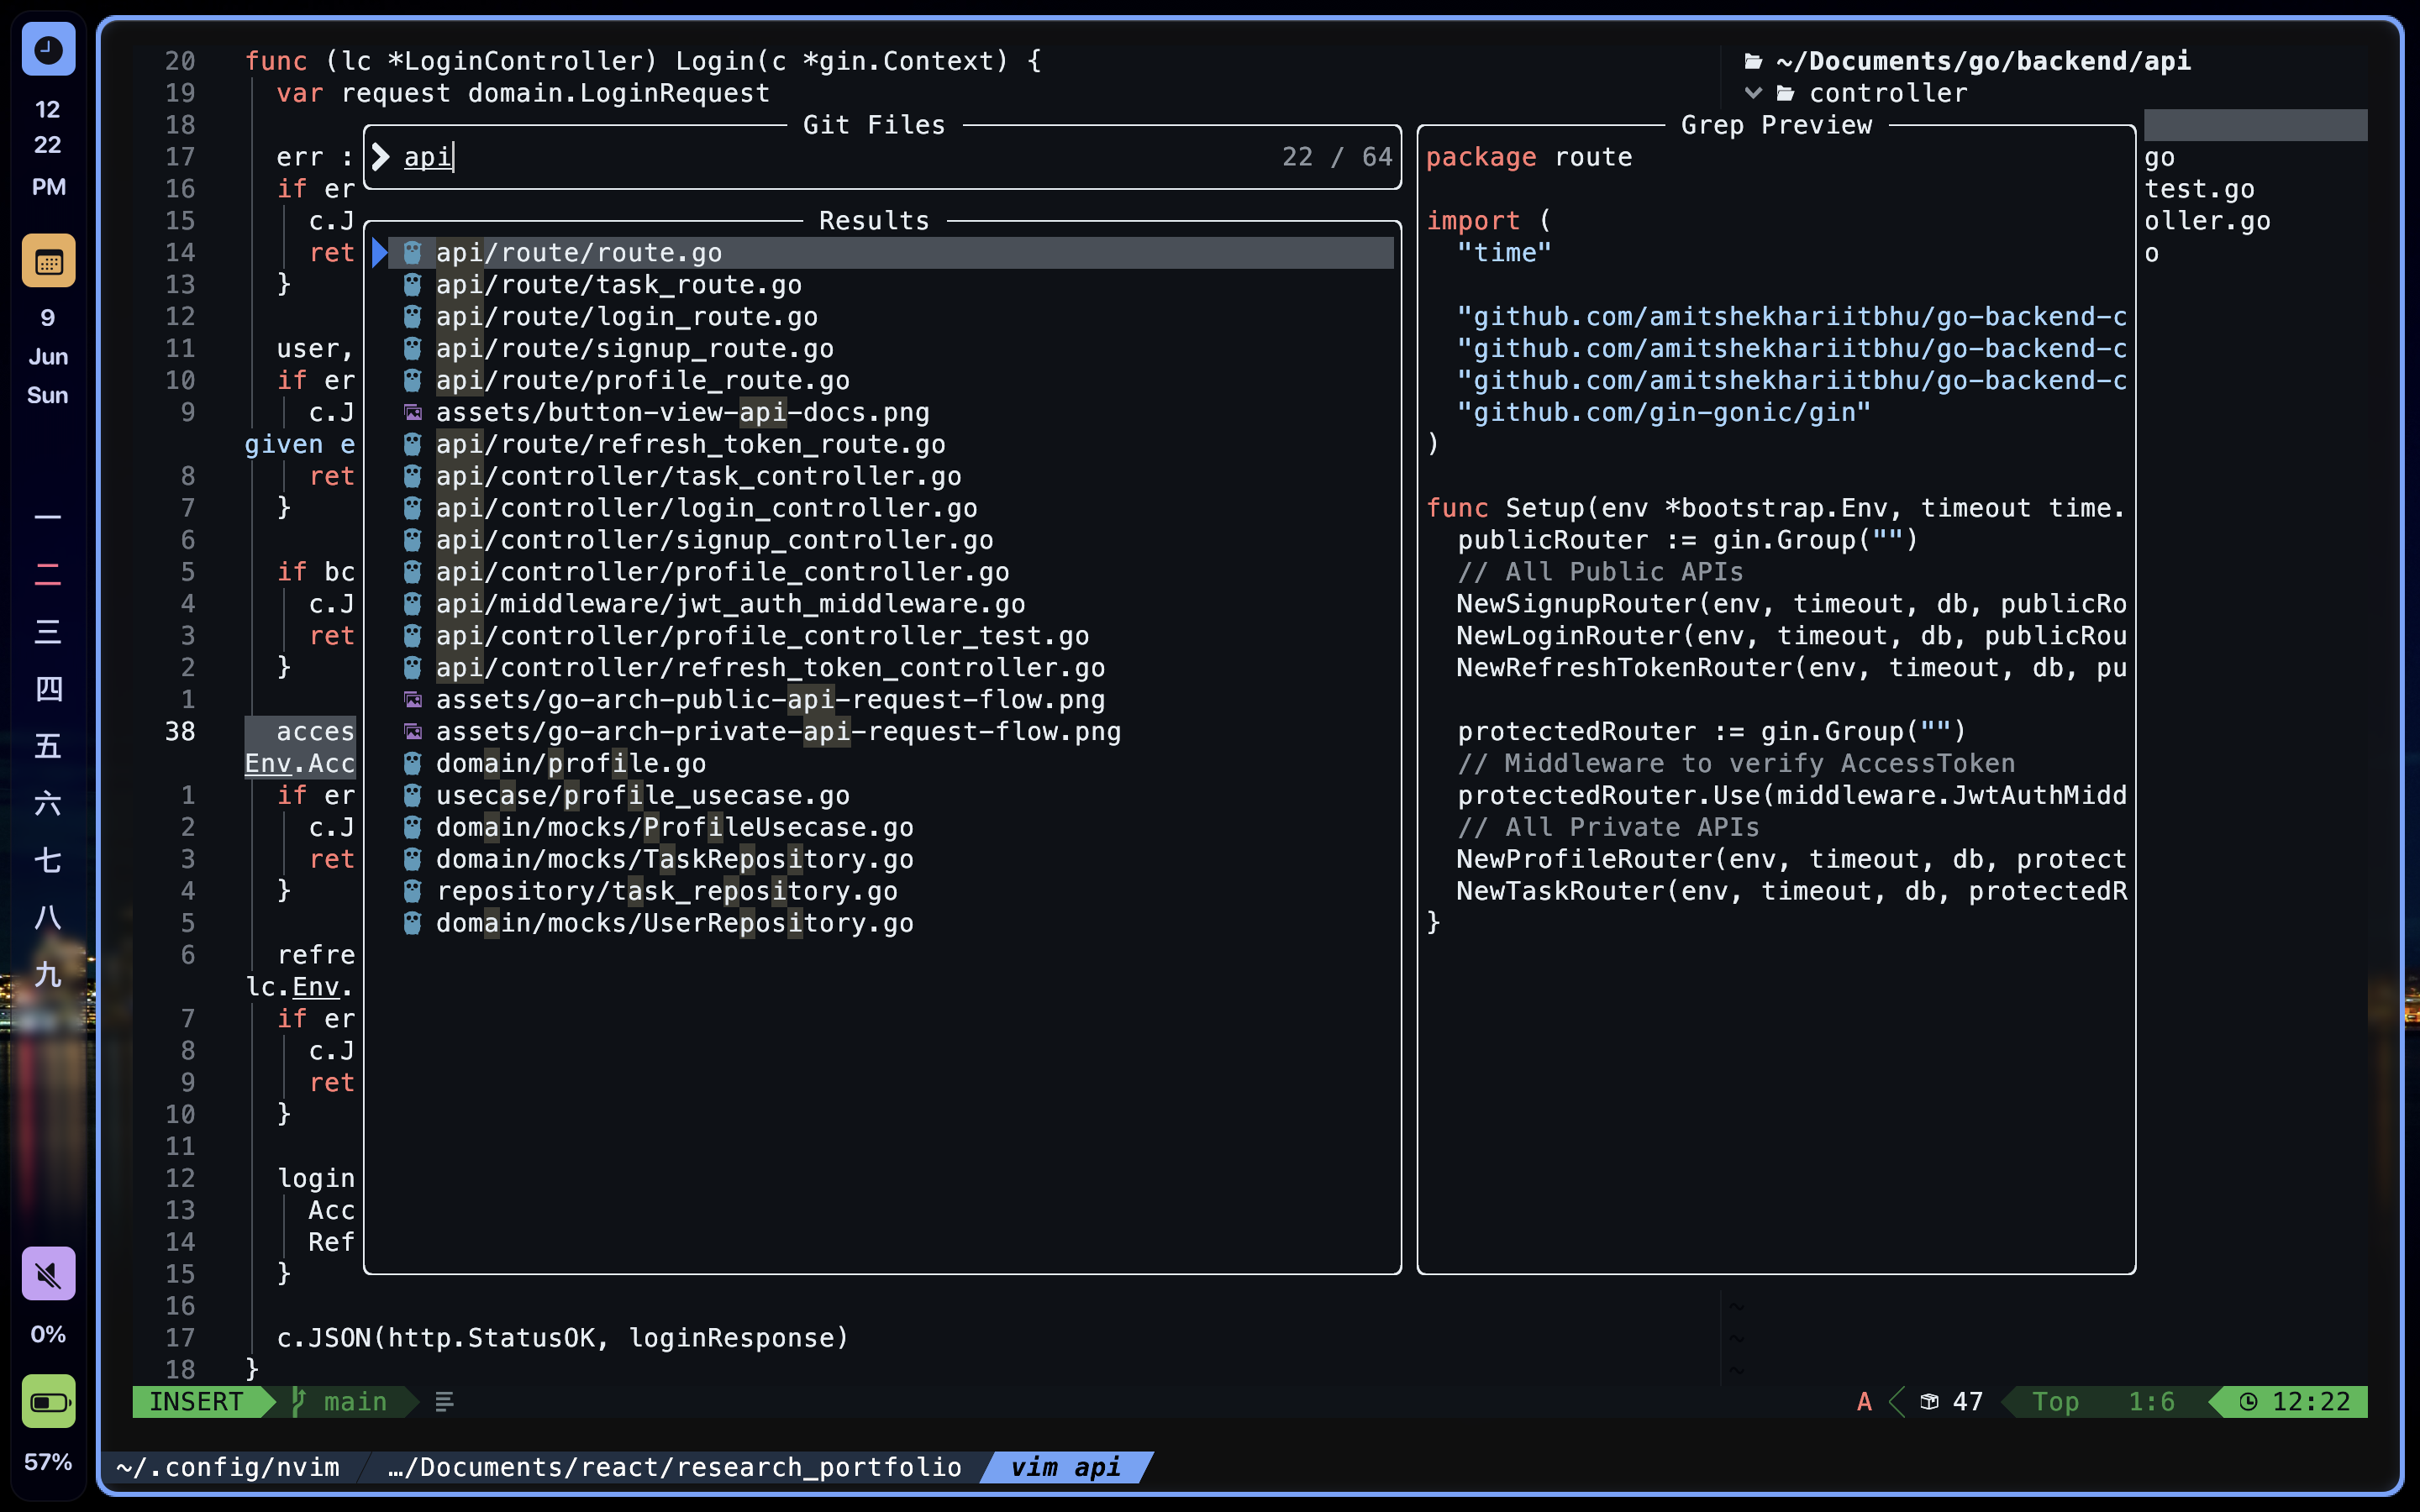 12
22
PM
9
Jun
Sun
一
二
三
四
五
六
七
八
九
0%
57%
20 func (lc *LoginController) Login(c *gin.Context) {
19 var request domain.LoginRequest
18
17 err :
16 if er
15 c.J
14 ret
13 }
12
11 user,
10 if er
9 c.J
given e
8 ret
7 }
6
5 if bc
4 c.J
3 ret
2 }
1
38 acces
Env.Acc
1 if er
2 c.J
3 ret
4 }
5
6 refre
lc.Env.
7 if er
8 c.J
9 ret
10 }
11
12 login
13 Acc
14 Ref
15 }
16
17 c.JSON(http.StatusOK, loginResponse)
18 }
Git Files
api 22 / 64
Results
api/route/route.go
api/route/task_route.go
api/route/login_route.go
api/route/signup_route.go
api/route/profile_route.go
assets/button-view-api-docs.png
api/route/refresh_token_route.go
api/controller/task_controller.go
api/controller/login_controller.go
api/controller/signup_controller.go
api/controller/profile_controller.go
api/middleware/jwt_auth_middleware.go
api/controller/profile_controller_test.go
api/controller/refresh_token_controller.go
assets/go-arch-public-api-request-flow.png
assets/go-arch-private-api-request-flow.png
domain/profile.go
usecase/profile_usecase.go
domain/mocks/ProfileUsecase.go
domain/mocks/TaskRepository.go
repository/task_repository.go
domain/mocks/UserRepository.go
Grep Preview
package route
import (
"time"
"github.com/amitshekhariitbhu/go-backend-c
"github.com/amitshekhariitbhu/go-backend-c
"github.com/amitshekhariitbhu/go-backend-c
"github.com/gin-gonic/gin"
)
func Setup(env *bootstrap.Env, timeout time.
publicRouter := gin.Group("")
// All Public APIs
NewSignupRouter(env, timeout, db, publicRo
NewLoginRouter(env, timeout, db, publicRou
NewRefreshTokenRouter(env, timeout, db, pu
protectedRouter := gin.Group("")
// Middleware to verify AccessToken
protectedRouter.Use(middleware.JwtAuthMidd
// All Private APIs
NewProfileRouter(env, timeout, db, protect
NewTaskRouter(env, timeout, db, protectedR
}
~/Documents/go/backend/api
controller
go
test.go
oller.go
o
~
~
~
INSERT main A 47 Top 1:6 12:22
~/.config/nvim …/Documents/react/research_portfolio vim api